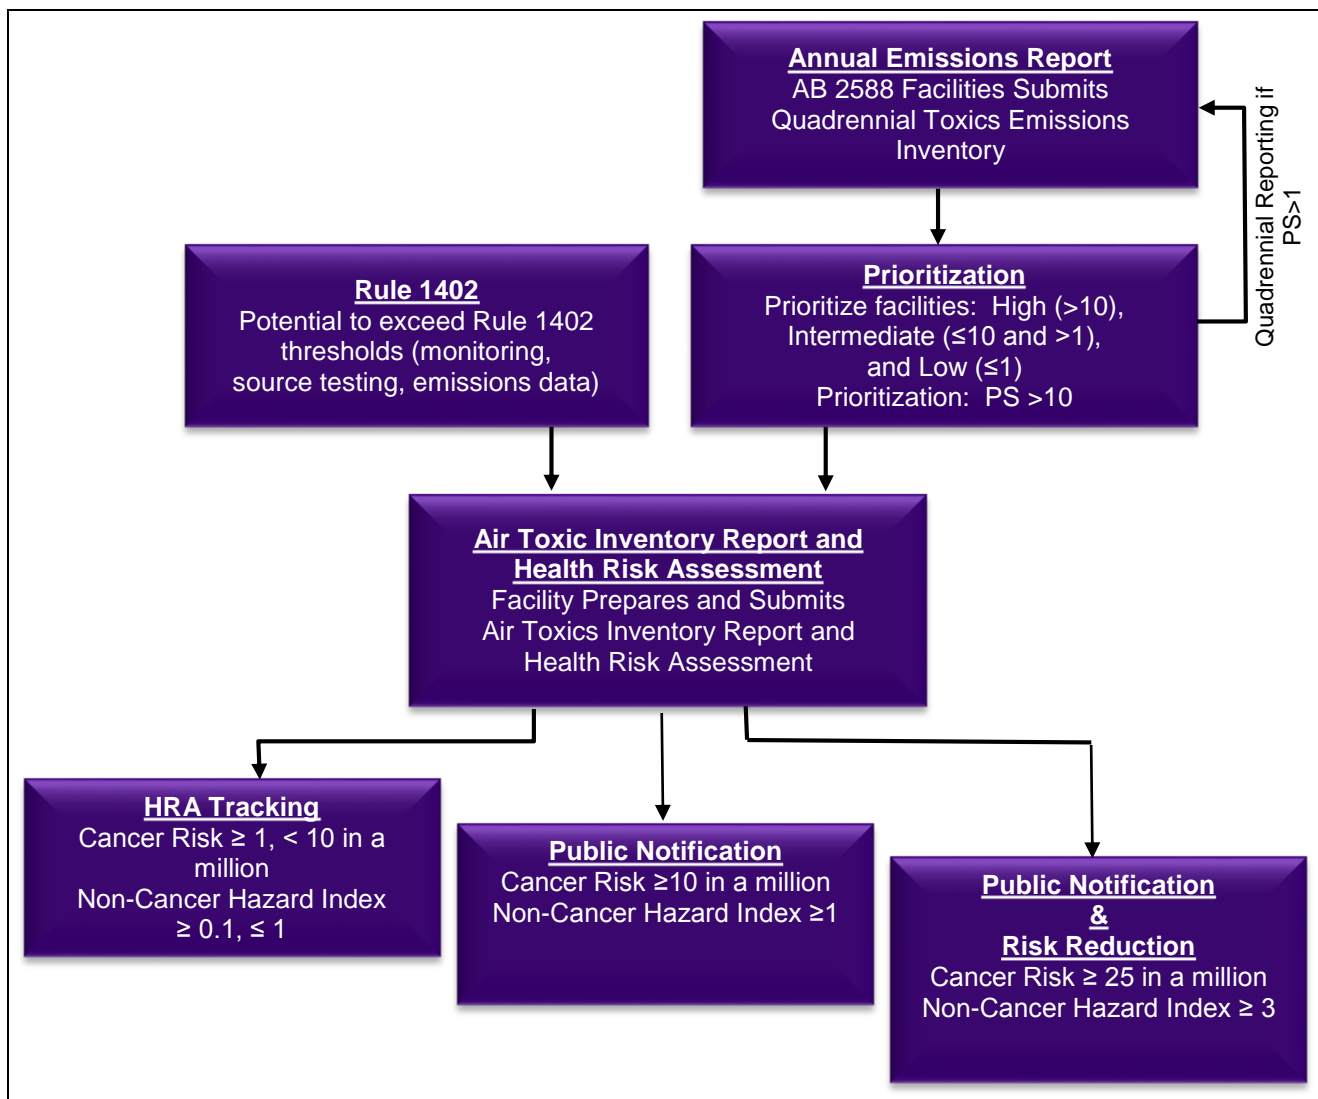 Annual Emissions Report
AB 2588 Facilities Submits
Quadrennial Toxics Emissions
Inventory
Quadrennial Reporting if
PS>1
Rule 1402
Potential to exceed Rule 1402
thresholds (monitoring,
source testing, emissions data)
Prioritization
Prioritize facilities:  High (>10),
Intermediate (≤10 and >1),
and Low (≤1)
Prioritization:  PS >10
Air Toxic Inventory Report and
Health Risk Assessment
Facility Prepares and Submits
Air Toxics Inventory Report and
Health Risk Assessment
HRA Tracking
Cancer Risk ≥ 1, < 10 in a
million
Non-Cancer Hazard Index
≥ 0.1, ≤ 1
Public Notification
Cancer Risk ≥10 in a million
Non-Cancer Hazard Index ≥1
Public Notification
&
Risk Reduction
Cancer Risk ≥ 25 in a million
Non-Cancer Hazard Index ≥ 3